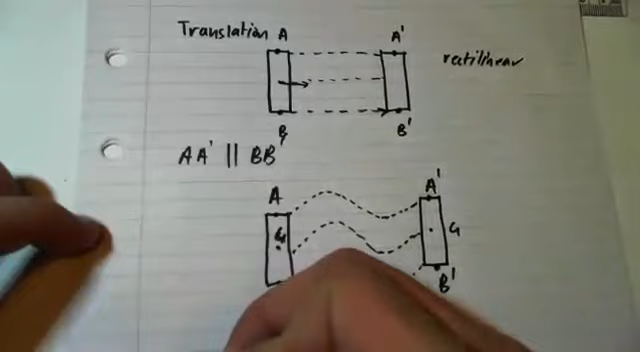 Translation A A'
rectilinear
B B'
AA' || BB'
A A'
G G
B'